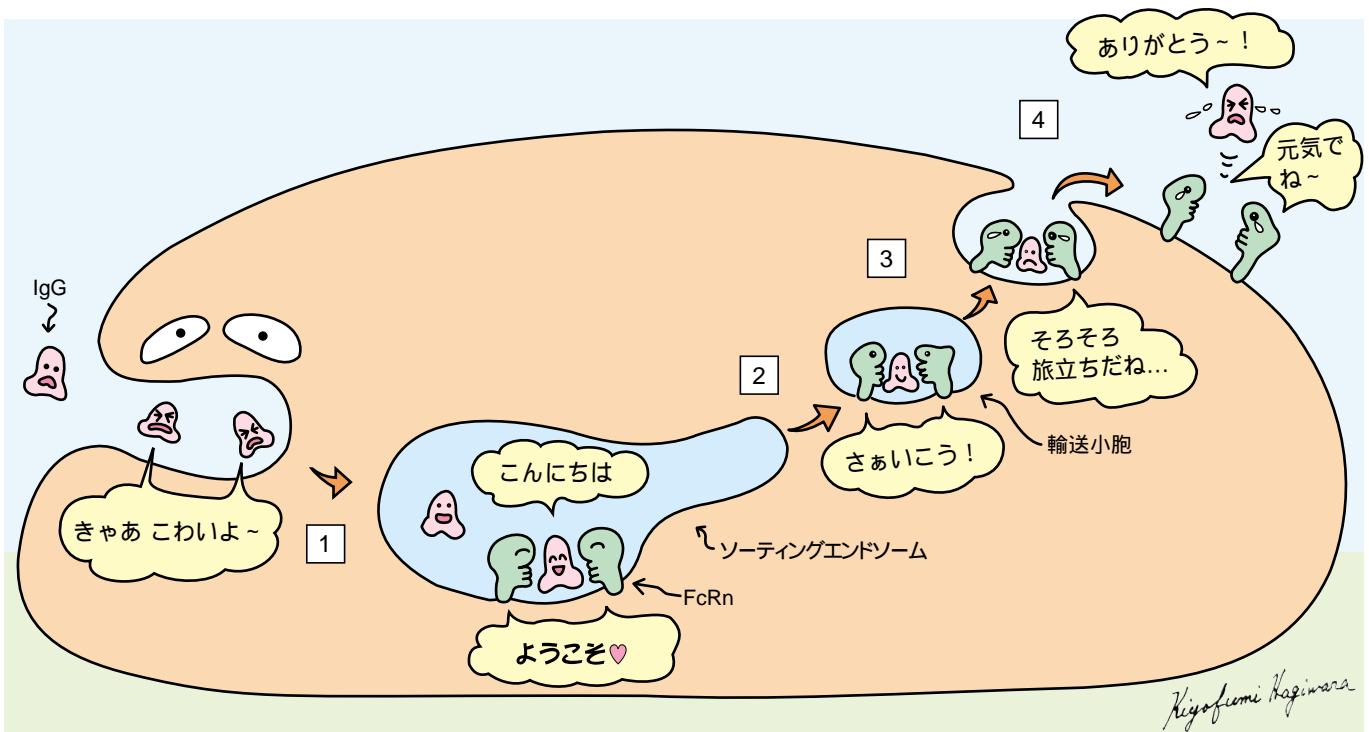 IgG
きゃあ こわいよ~
1
こんにちは
ようこそ♡
FcRn
ソーティングエンドソーム
2
さぁいこう!
輸送小胞
3
そろそろ
旅立ちだね...
4
ありがとう~!
元気で
ね~
Kiyofumi Hagiwara